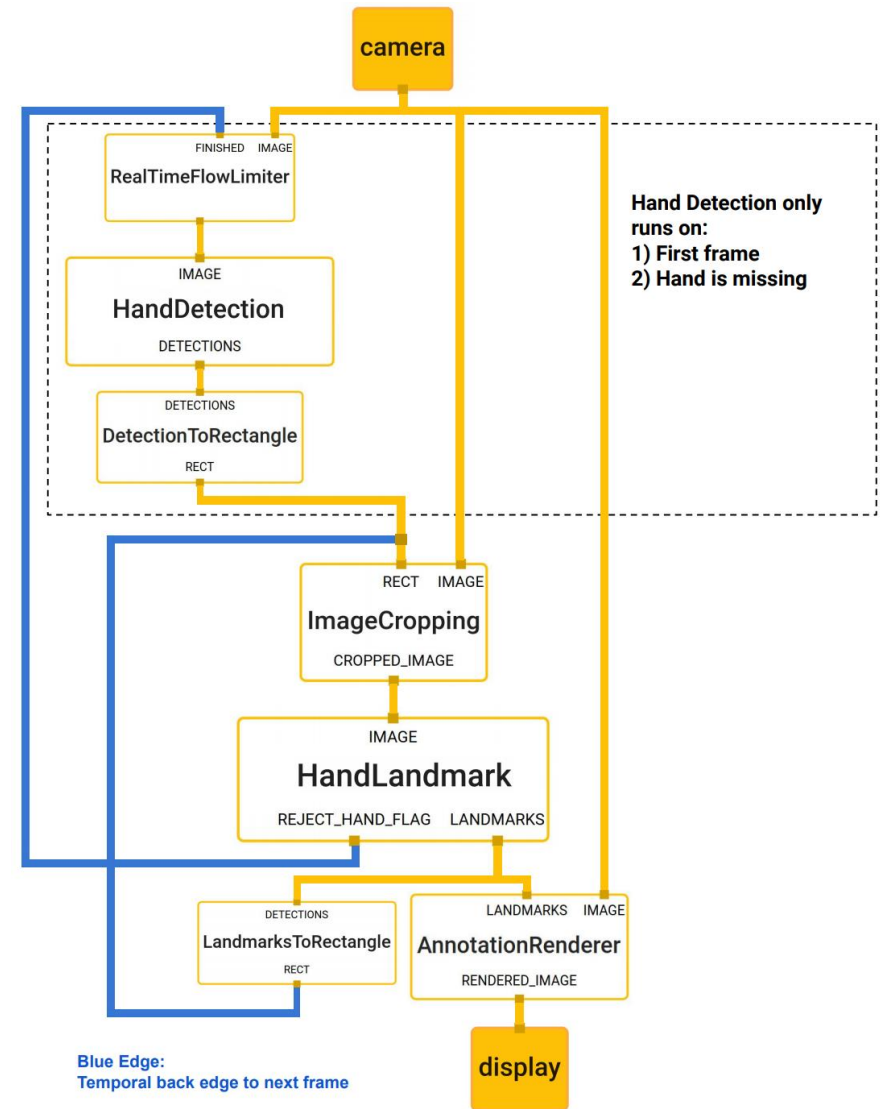 camera
FINISHED IMAGE
RealTimeFlowLimiter
Hand Detection only
runs on:
1) First frame
2) Hand is missing
IMAGE
HandDetection
DETECTIONS
DETECTIONS
DetectionToRectangle
RECT
RECT IMAGE
ImageCropping
CROPPED_IMAGE
IMAGE
HandLandmark
REJECT_HAND_FLAG LANDMARKS
DETECTIONS
LandmarksToRectangle
RECT
LANDMARKS IMAGE
AnnotationRenderer
RENDERED_IMAGE
display
Blue Edge:
Temporal back edge to next frame